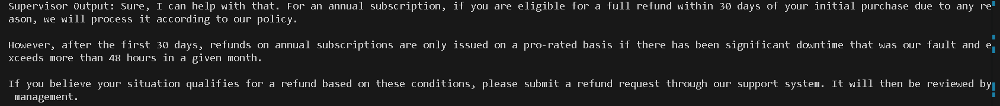 Supervisor Output: Sure, I can help with that. For an annual subscription, if you are eligible for a full refund within 30 days of your initial purchase due to any re
ason, we will process it according to our policy.
However, after the first 30 days, refunds on annual subscriptions are only issued on a pro-rated basis if there has been significant downtime that was our fault and e
xceeds more than 48 hours in a given month.
If you believe your situation qualifies for a refund based on these conditions, please submit a refund request through our support system. It will then be reviewed by
management.